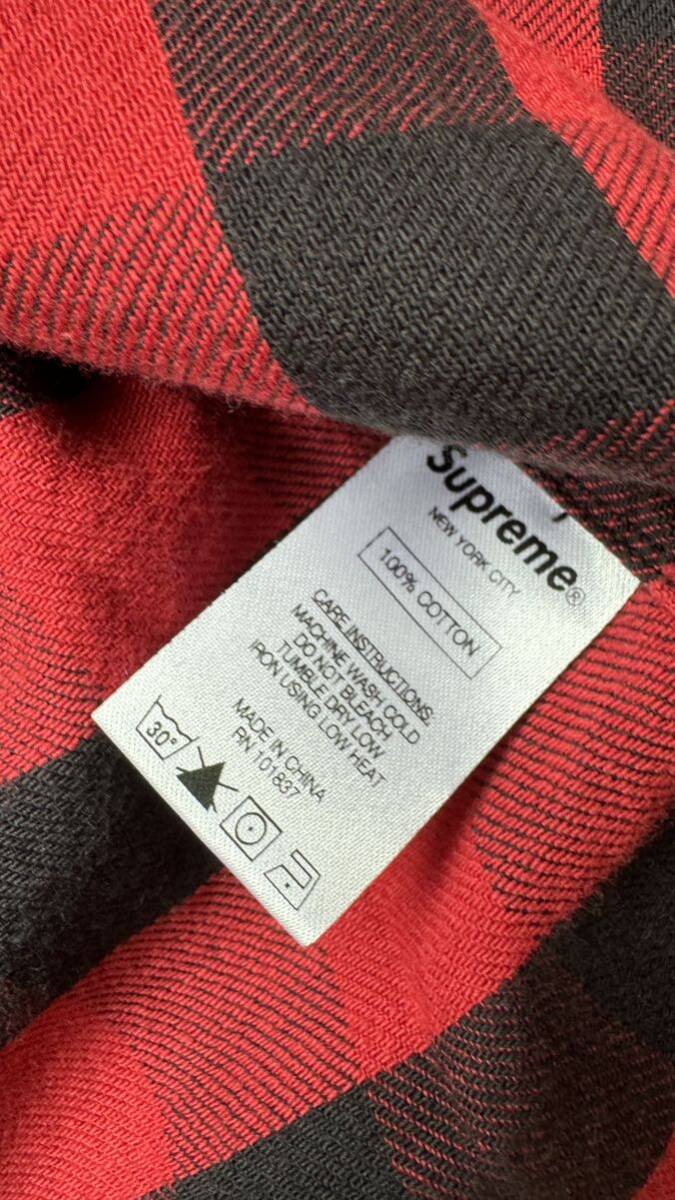 Supreme®
NEW YORK CITY
100% COTTON
CARE INSTRUCTIONS:
MACHINE WASH COLD
DO NOT BLEACH
TUMBLE DRY LOW
IRON USING LOW HEAT
MADE IN CHINA
RN 101837
30°